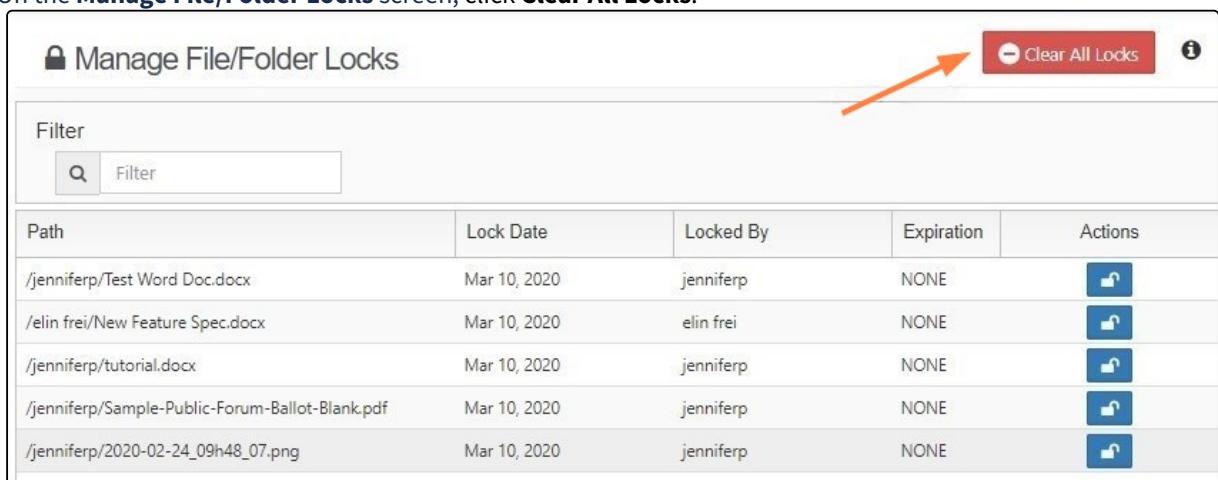 On the Manage File/Folder Locks screen, click Clear All Locks.
Manage File/Folder Locks
Clear All Locks
Filter
Filter
Path Lock Date Locked By Expiration Actions
/jenniferp/Test Word Doc.docx Mar 10, 2020 jenniferp NONE
/elin frei/New Feature Spec.docx Mar 10, 2020 elin frei NONE
/jenniferp/tutorial.docx Mar 10, 2020 jenniferp NONE
/jenniferp/Sample-Public-Forum-Ballot-Blank.pdf Mar 10, 2020 jenniferp NONE
/jenniferp/2020-02-24_09h48_07.png Mar 10, 2020 jenniferp NONE